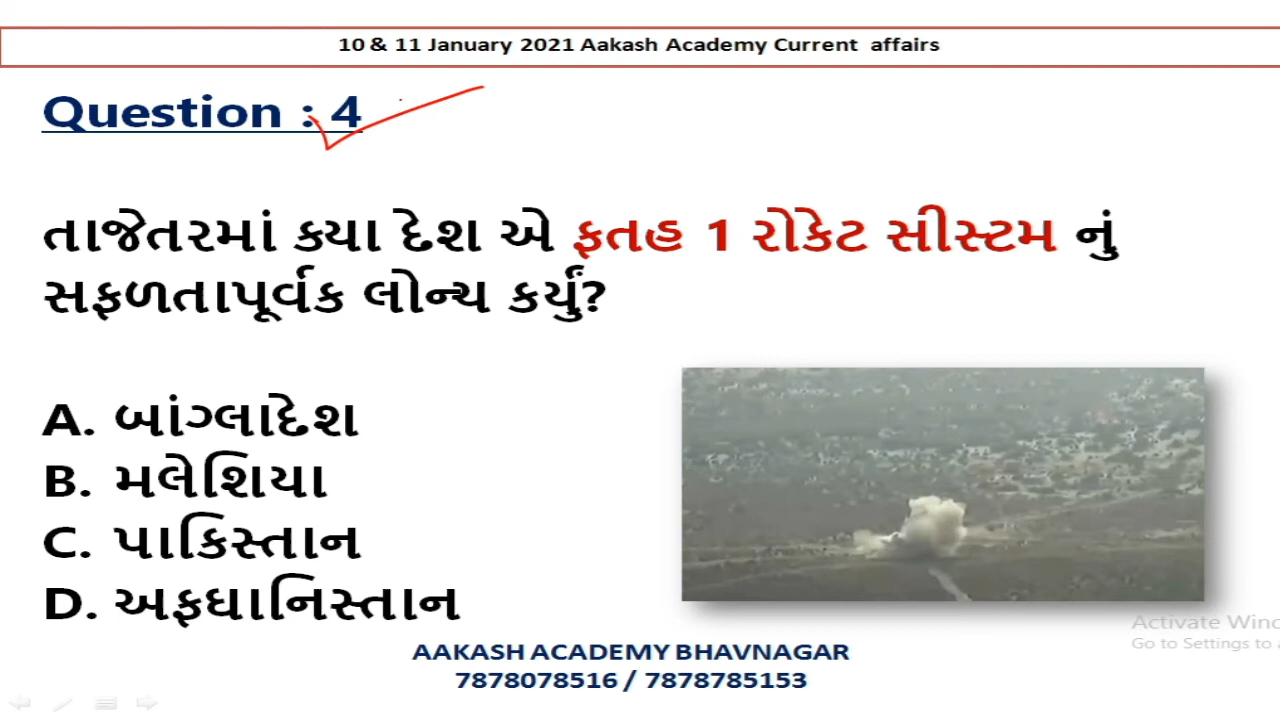 10 & 11 January 2021 Aakash Academy Current affairs
Question : 4
તાજેતરમાં ક્યા દેશ એ ફતહ 1 રોકેટ સીસ્ટમ નું
સફળતાપૂર્વક લોન્ચ કર્યું?
A. બાંગ્લાદેશ
B. મલેશિયા
C. પાકિસ્તાન
D. અફઘાનિસ્તાન
Activate Wind
Go to Settings to
AAKASH ACADEMY BHAVNAGAR
7878078516 / 7878785153